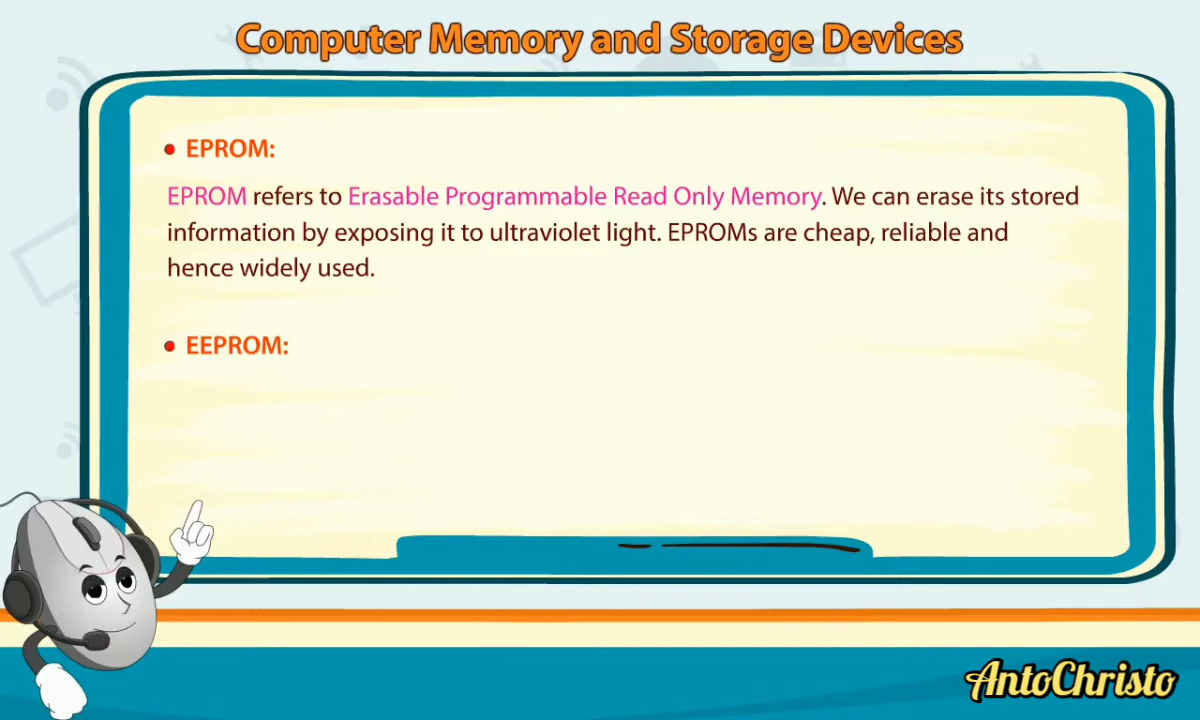 Computer Memory and Storage Devices
• EPROM:
EPROM refers to Erasable Programmable Read Only Memory. We can erase its stored
information by exposing it to ultraviolet light. EPROMs are cheap, reliable and
hence widely used.
• EEPROM:
AntoChristo